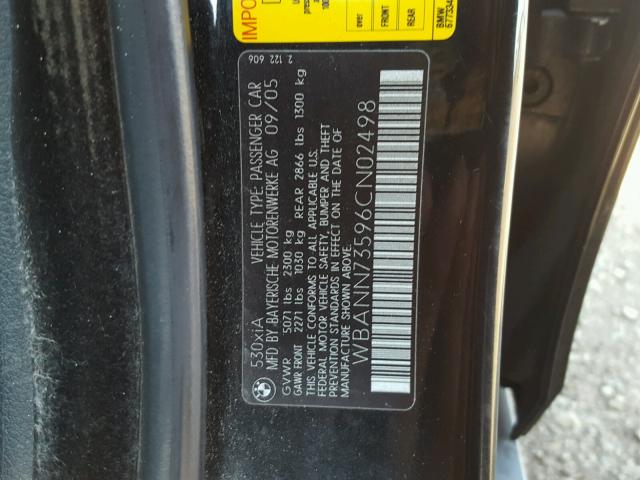 530xiA VEHICLE TYPE: PASSENGER CAR 2 122 606
MFD BY BAYERISCHE MOTORENWERKE AG 09/05
GVWR 5071 lbs 2300 kg
GAWR FRONT 2271 lbs 1030 kg REAR 2866 lbs 1300 kg
THIS VEHICLE CONFORMS TO ALL APPLICABLE U.S.
FEDERAL MOTOR VEHICLE SAFETY, BUMPER AND THEFT
PREVENTION STANDARDS IN EFFECT ON THE DATE OF
MANUFACTURE SHOWN ABOVE.
WBANN73596CN02498
over
FRONT
REAR
BMW